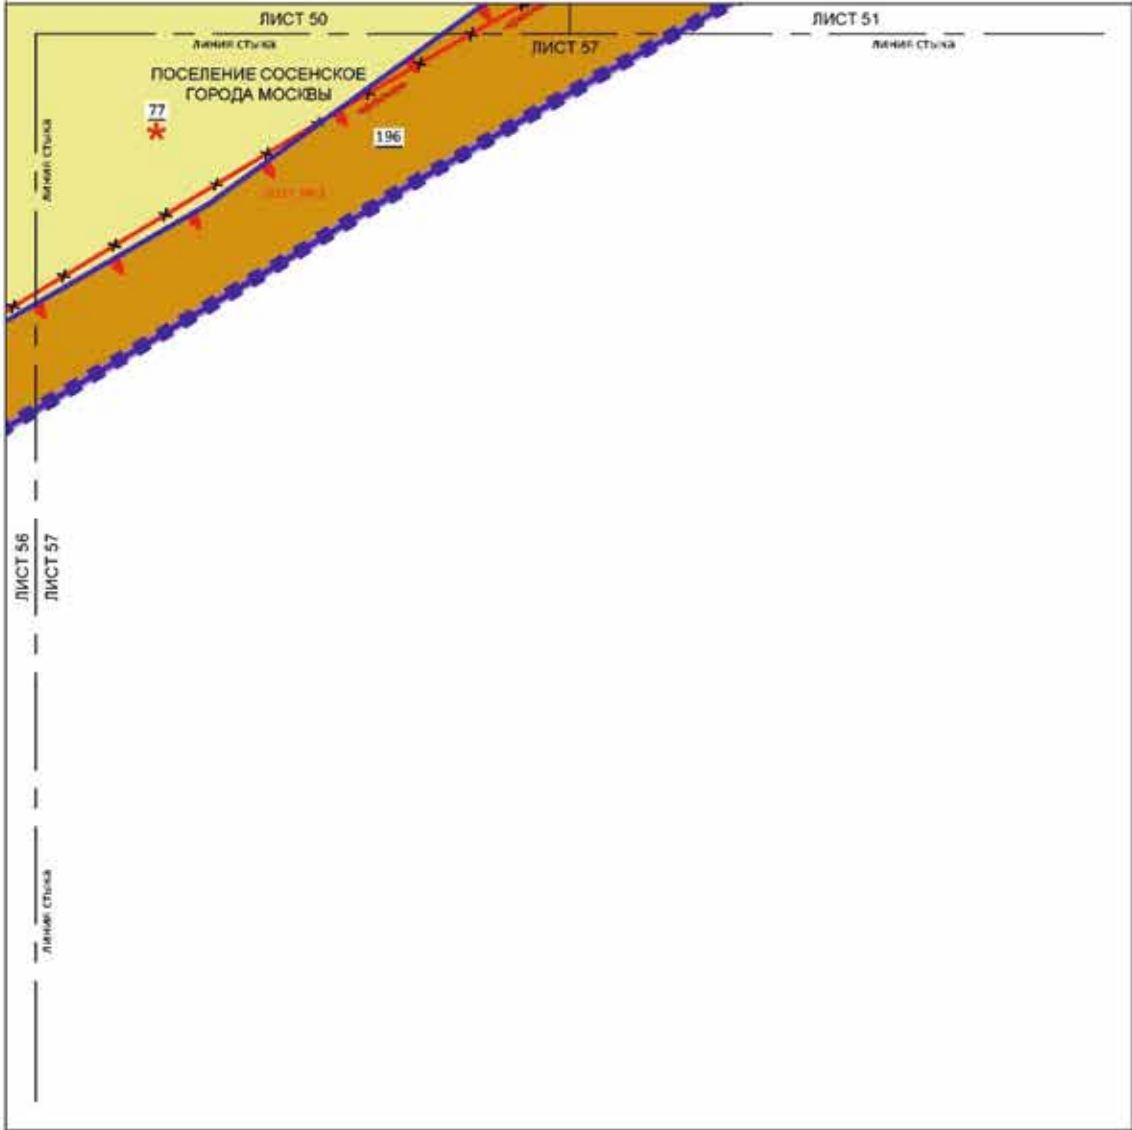 ЛИСТ 50
ЛИСТ 51
линия стыка
ЛИСТ 57
линия стыка
ПОСЕЛЕНИЕ СОСЕНСКОЕ
ГОРОДА МОСКВЫ
77
*
196
линия стыка
ЛИСТ 56
ЛИСТ 57
линия стыка